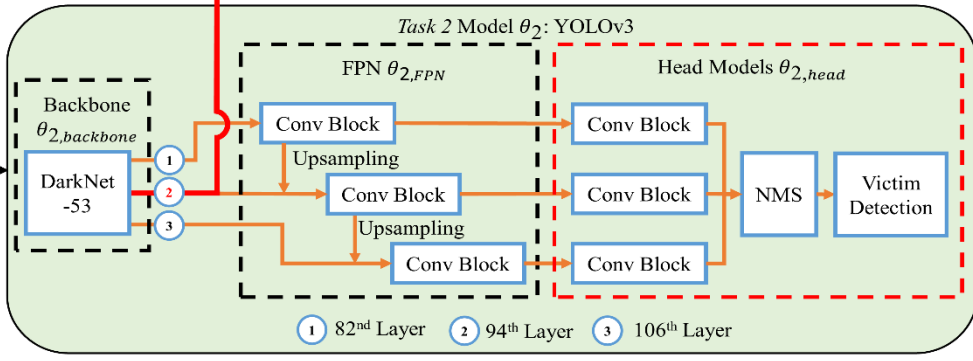 Task 2 Model θ₂: YOLOv3
FPN θ₂,FPN
Head Models θ₂,head
Backbone
θ₂,backbone
DarkNet
-53
1
2
3
Conv Block
Upsampling
Conv Block
Upsampling
Conv Block
Conv Block
Conv Block
Conv Block
NMS
Victim
Detection
1 82nd Layer 2 94th Layer 3 106th Layer